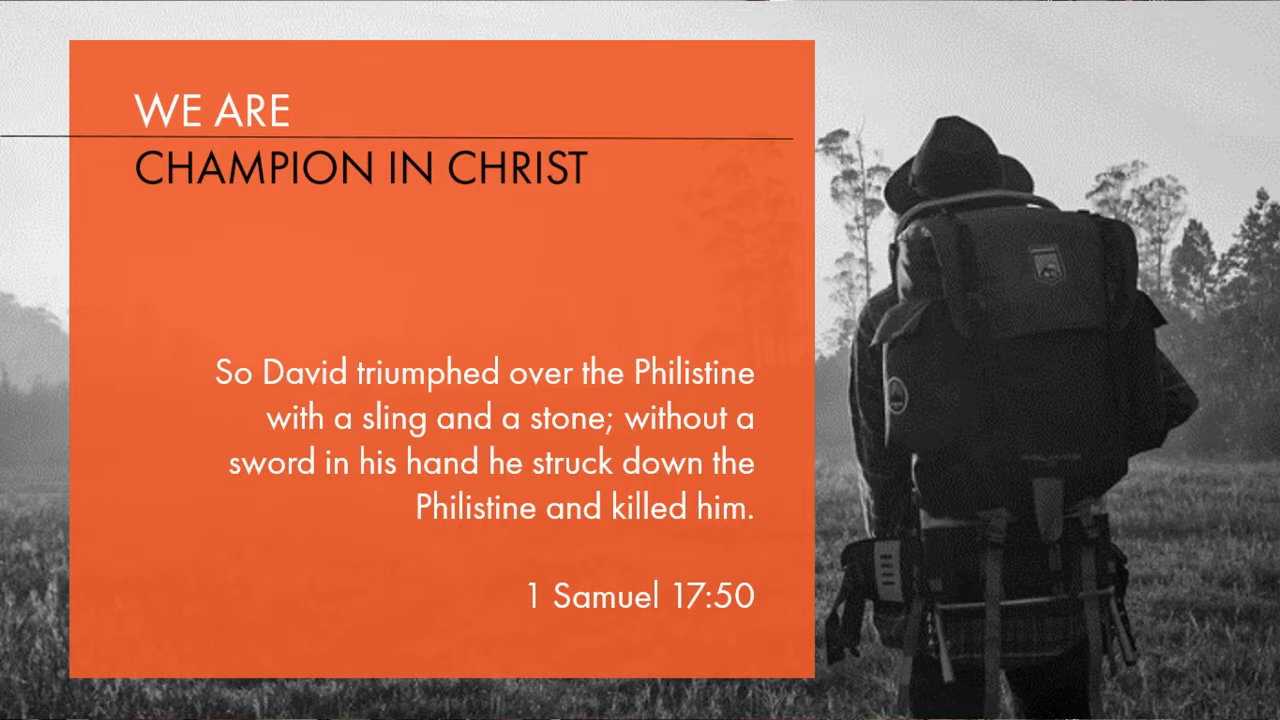 WE ARE
CHAMPION IN CHRIST
So David triumphed over the Philistine
with a sling and a stone; without a
sword in his hand he struck down the
Philistine and killed him.
1 Samuel 17:50